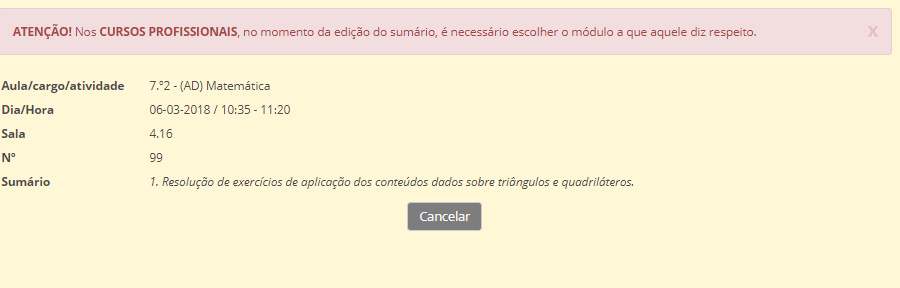 ATENÇÃO! Nos CURSOS PROFISSIONAIS, no momento da edição do sumário, é necessário escolher o módulo a que aquele diz respeito. X
Aula/cargo/atividade 7.º2 - (AD) Matemática
Dia/Hora 06-03-2018 / 10:35 - 11:20
Sala 4.16
Nº 99
Sumário 1. Resolução de exercícios de aplicação dos conteúdos dados sobre triângulos e quadriláteros.
Cancelar